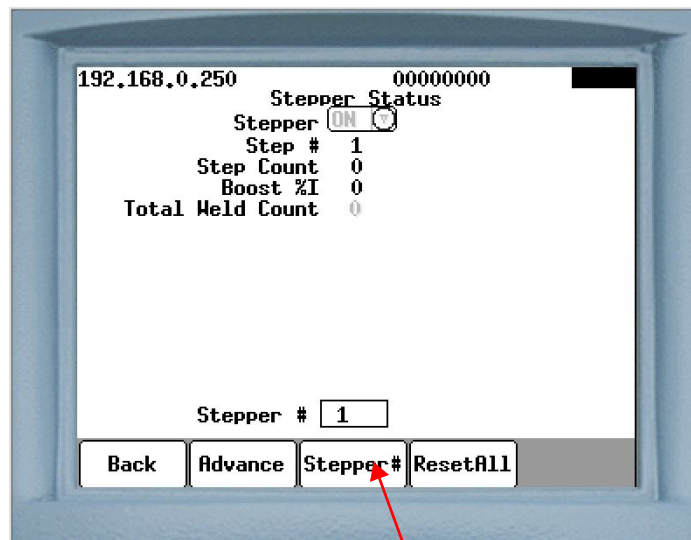 192.168.0.250 00000000
Stepper Status
Stepper ON
Step # 1
Step Count 0
Boost %I 0
Total Weld Count 0
Stepper # 1
Back Advance Stepper# ResetAll